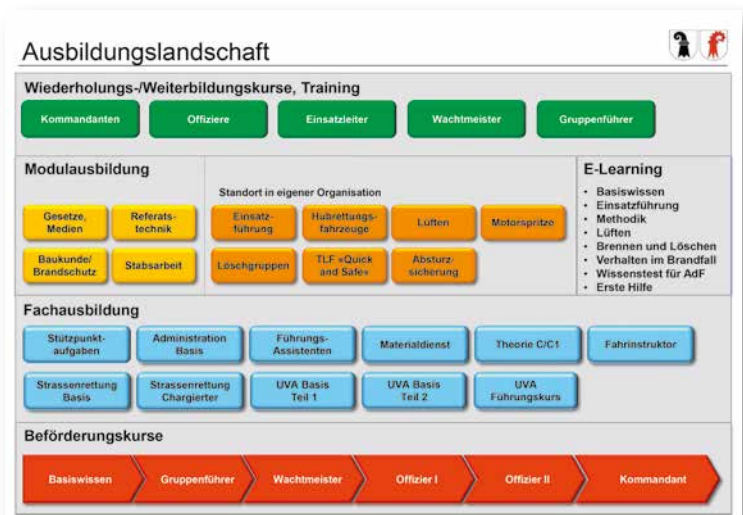 Ausbildungslandschaft
Wiederholungs-/Weiterbildungskurse, Training
Kommandanten
Offiziere
Einsatzleiter
Wachtmeister
Gruppenführer
Modulausbildung
Gesetze,
Medien
Referats-
technik
Baukunde/
Brandschutz
Stabsarbeit
Standort in eigener Organisation
Einsatz-
führung
Hubrettungs-
fahrzeuge
Lüften
Motorspritze
Löschgruppen
TLF «Quick
and Safe»
Absturz-
sicherung
E-Learning
• Basiswissen
• Einsatzführung
• Methodik
• Lüften
• Brennen und Löschen
• Verhalten im Brandfall
• Wissenstest für AdF
• Erste Hilfe
Fachausbildung
Stützpunkt-
aufgaben
Administration
Basis
Führungs-
Assistenten
Materialdienst
Theorie C/C1
Fahrinstruktor
Strassenrettung
Basis
Strassenrettung
Chargierter
UVA Basis
Teil 1
UVA Basis
Teil 2
UVA
Führungskurs
Beförderungskurse
Basiswissen
Gruppenführer
Wachtmeister
Offizier I
Offizier II
Kommandant